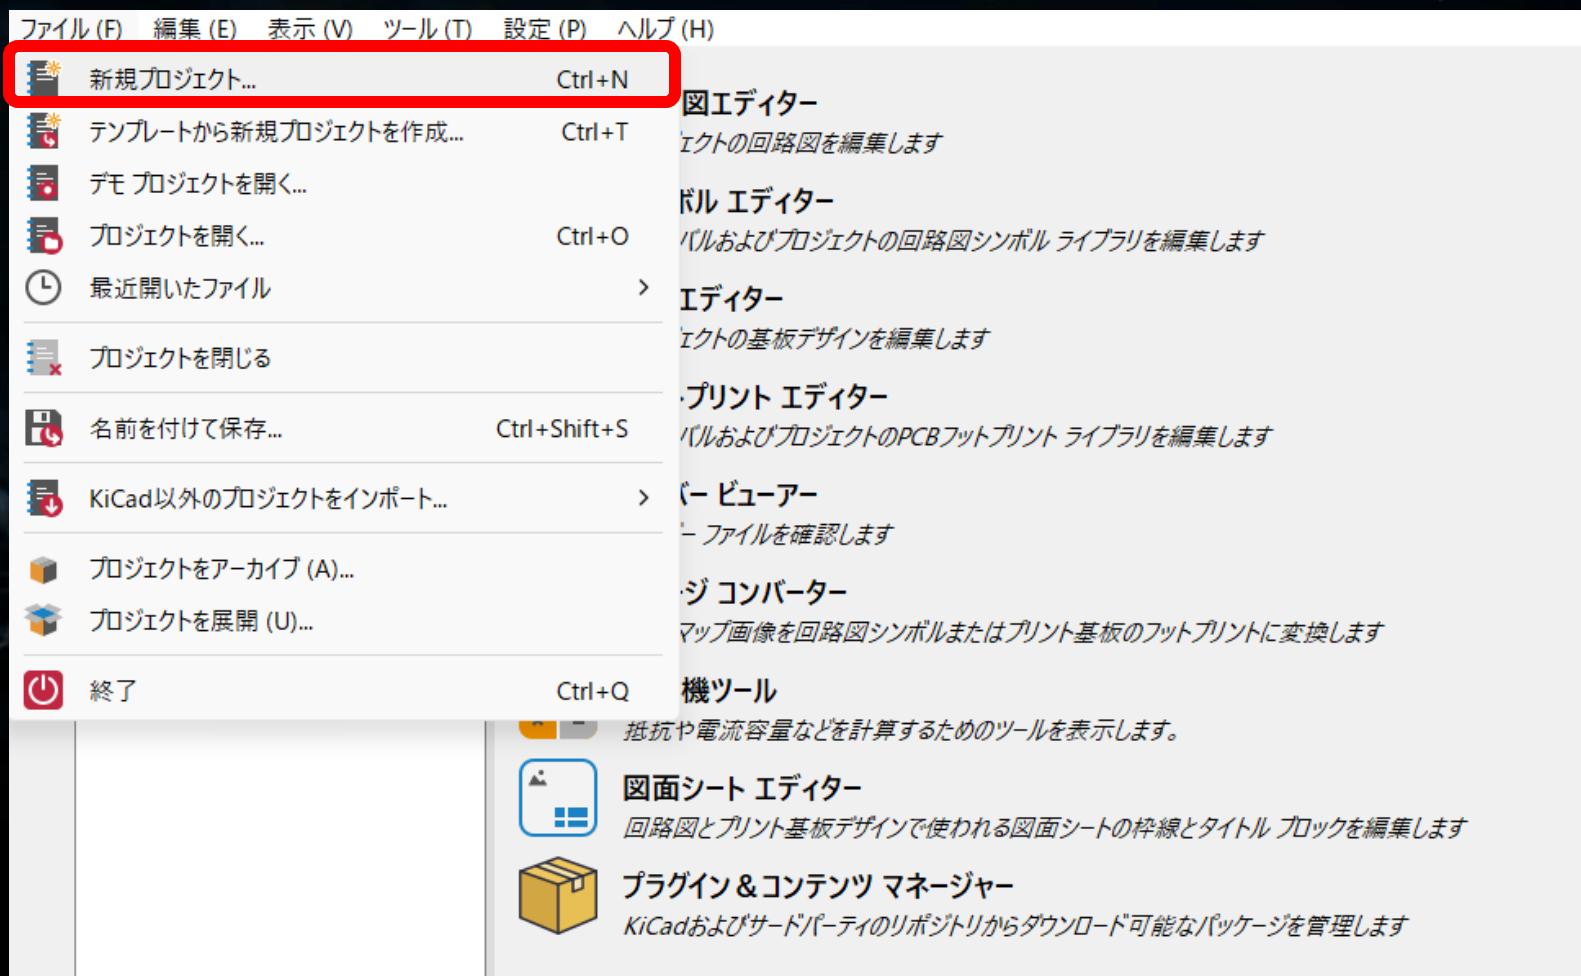 ファイル (F) 編集 (E) 表示 (V) ツール (T) 設定 (P) ヘルプ (H)
新規プロジェクト... Ctrl+N
テンプレートから新規プロジェクトを作成... Ctrl+T
デモ プロジェクトを開く...
プロジェクトを開く... Ctrl+O
最近開いたファイル
プロジェクトを閉じる
名前を付けて保存... Ctrl+Shift+S
KiCad以外のプロジェクトをインポート...
プロジェクトをアーカイブ (A)...
プロジェクトを展開 (U)...
終了 Ctrl+Q
図エディター
ェクトの回路図を編集します
ボル エディター
バルおよびプロジェクトの回路図シンボル ライブラリを編集します
エディター
ェクトの基板デザインを編集します
プリント エディター
バルおよびプロジェクトのPCBフットプリント ライブラリを編集します
バー ビューアー
ー ファイルを確認します
ージ コンバーター
マップ画像を回路図シンボルまたはプリント基板のフットプリントに変換します
機ツール
抵抗や電流容量などを計算するためのツールを表示します。
図面シート エディター
回路図とプリント基板デザインで使われる図面シートの枠線とタイトル ブロックを編集します
プラグイン＆コンテンツ マネージャー
KiCadおよびサードパーティのリポジトリからダウンロード可能なパッケージを管理します